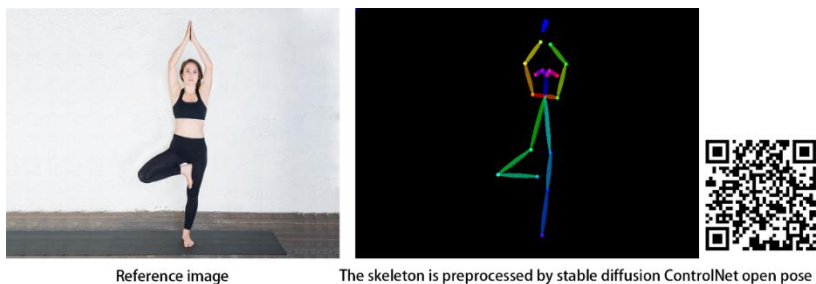 Reference image
The skeleton is preprocessed by stable diffusion ControlNet open pose